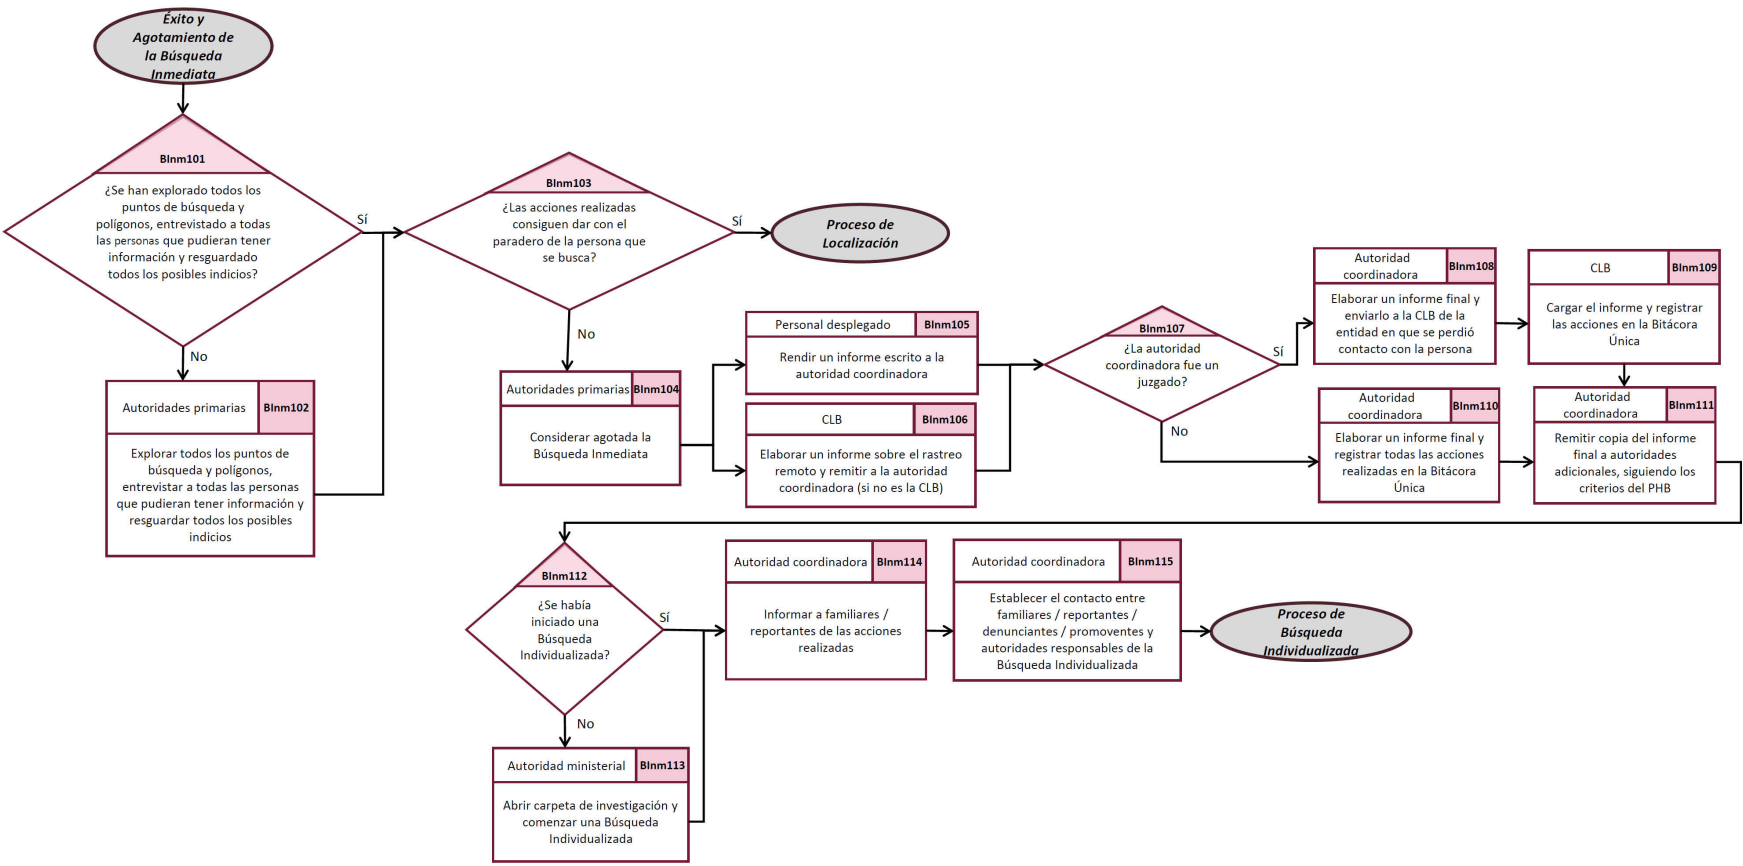 Éxito y
Agotamiento de
la Búsqueda
Inmediata
BInm101
¿Se han explorado todos los
puntos de búsqueda y
polígonos, entrevistado a todas
las personas que pudieran tener
información y resguardado
todos los posibles indicios?
Sí
No
Autoridades primarias
BInm102
Explorar todos los puntos de
búsqueda y polígonos,
entrevistar a todas las personas
que pudieran tener información y
resguardar todos los posibles
indicios
BInm103
¿Las acciones realizadas
consiguen dar con el
paradero de la persona que
se busca?
Sí
No
Proceso de
Localización
Autoridades primarias
BInm104
Considerar agotada la
Búsqueda Inmediata
Personal desplegado
BInm105
Rendir un informe escrito a la
autoridad coordinadora
CLB
BInm106
Elaborar un informe sobre el rastreo
remoto y remitir a la autoridad
coordinadora (si no es la CLB)
BInm107
¿La autoridad
coordinadora fue un
juzgado?
Sí
No
Autoridad
coordinadora
BInm108
Elaborar un informe final y
enviarlo a la CLB de la
entidad en que se perdió
contacto con la persona
CLB
BInm109
Cargar el informe y registrar
las acciones en la Bitácora
Única
Autoridad
coordinadora
BInm110
Elaborar un informe final y
registrar todas las acciones
realizadas en la Bitácora
Única
Autoridad
coordinadora
BInm111
Remitir copia del informe
final a autoridades
adicionales, siguiendo los
criterios del PHB
BInm112
¿Se había
iniciado una
Búsqueda
Individualizada?
Sí
No
Autoridad ministerial
BInm113
Abrir carpeta de investigación y
comenzar una Búsqueda
Individualizada
Autoridad coordinadora
BInm114
Informar a familiares /
reportantes de las acciones
realizadas
Autoridad coordinadora
BInm115
Establecer el contacto entre
familiares / reportantes /
denunciantes / promoventes y
autoridades responsables de la
Búsqueda Individualizada
Proceso de
Búsqueda
Individualizada